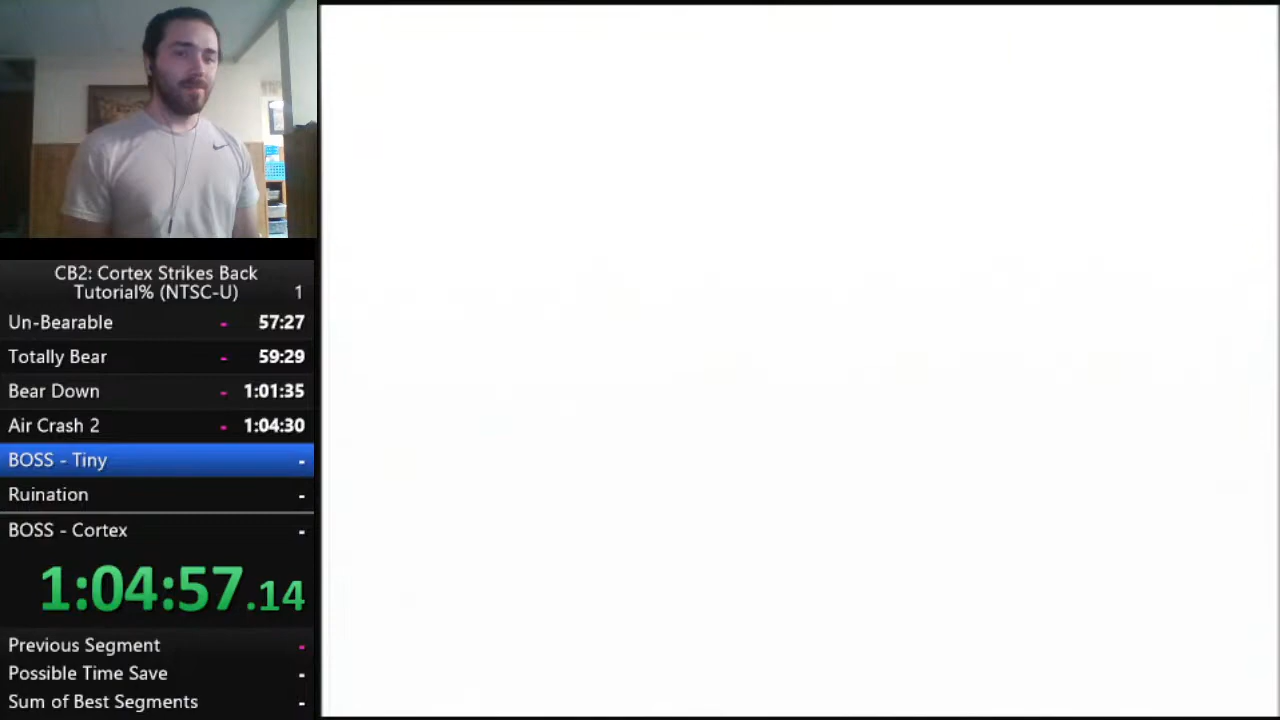 CB2: Cortex Strikes Back
Tutorial% (NTSC-U) 1
Un-Bearable - 57:27
Totally Bear - 59:29
Bear Down - 1:01:35
Air Crash 2 - 1:04:30
BOSS - Tiny -
Ruination -
BOSS - Cortex -
1:04:57.14
Previous Segment -
Possible Time Save -
Sum of Best Segments -